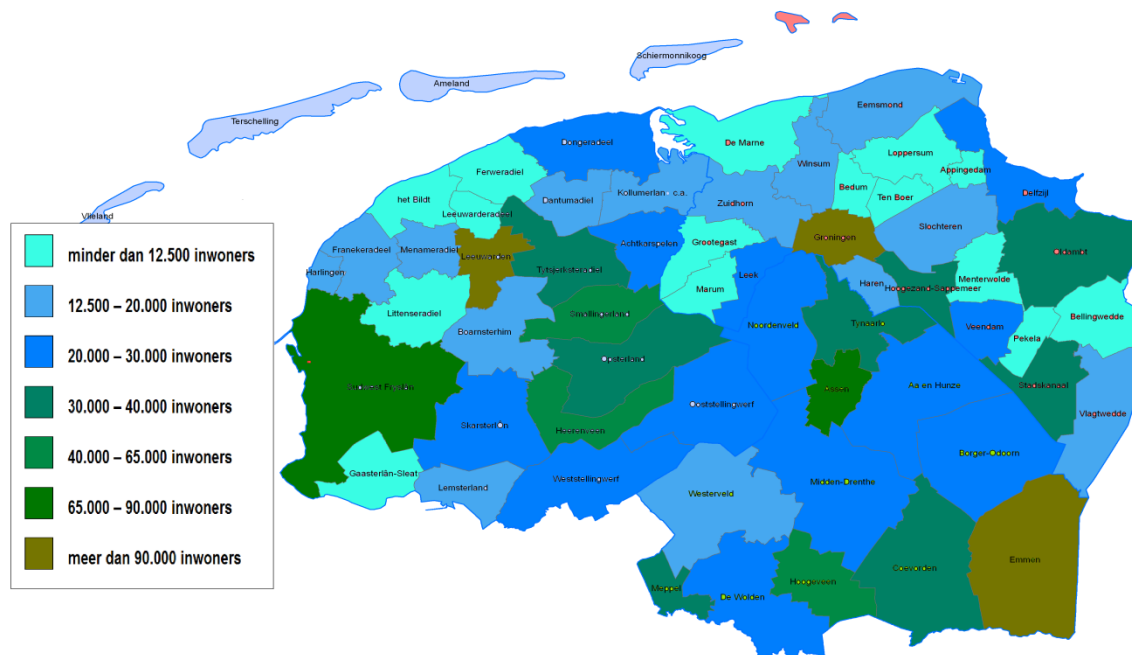 Schiermonnikoog
Ameland
Terschelling
Vlieland
Eemsmond
Dongeradeel
De Marne
Loppersum
Winsum
Appingedam
Ferweradiel
Bedum
Ten Boer
Delfzijl
Dantumadiel
Kollumerland c.a.
Zuidhorn
het Bildt
Leeuwarderadeel
Slochteren
Groningen
Grootegast
Achtkarspelen
Franekeradeel
Menameradiel
Leeuwarden
Oldambt
Harlingen
Tytsjerksteradiel
Leek
Menterwolde
Haren
Hoogezand-Sappemeer
Marum
Littenseradiel
Smallingerland
Bellingwedde
Noordenveld
Tynaarlo
Veendam
Boarnsterhim
Pekela
Opsterland
Súdwest Fryslân
Assen
Aa en Hunze
Stadskanaal
Ooststellingwerf
Vlagtwedde
Skarsterlân
Heerenveen
Borger-Odoorn
Gaasterlân-Sleat
Weststellingwerf
Midden-Drenthe
Lemsterland
Westerveld
Emmen
Coevorden
Hoogeveen
Meppel
De Wolden
minder dan 12.500 inwoners
12.500 – 20.000 inwoners
20.000 – 30.000 inwoners
30.000 – 40.000 inwoners
40.000 – 65.000 inwoners
65.000 – 90.000 inwoners
meer dan 90.000 inwoners